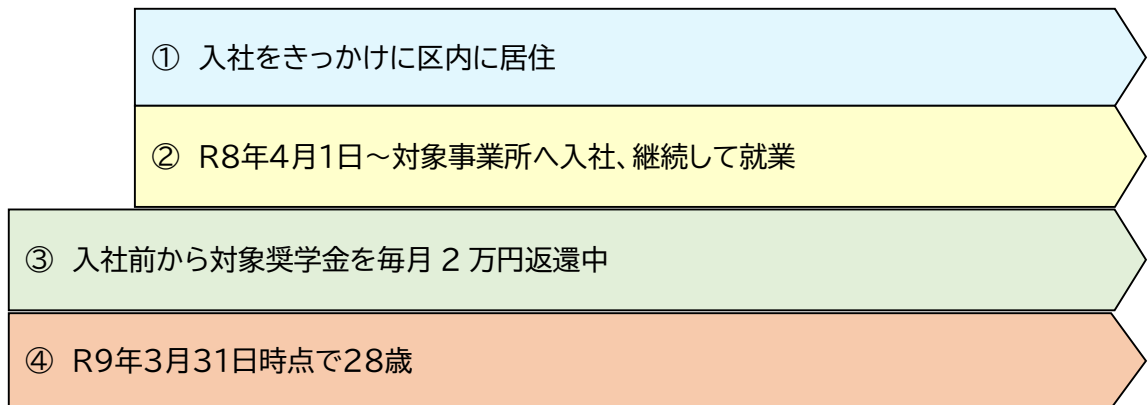 ① 入社をきっかけに区内に居住
② R8年4月1日~対象事業所へ入社、継続して就業
③ 入社前から対象奨学金を毎月 2 万円返還中
④ R9年3月31日時点で28歳